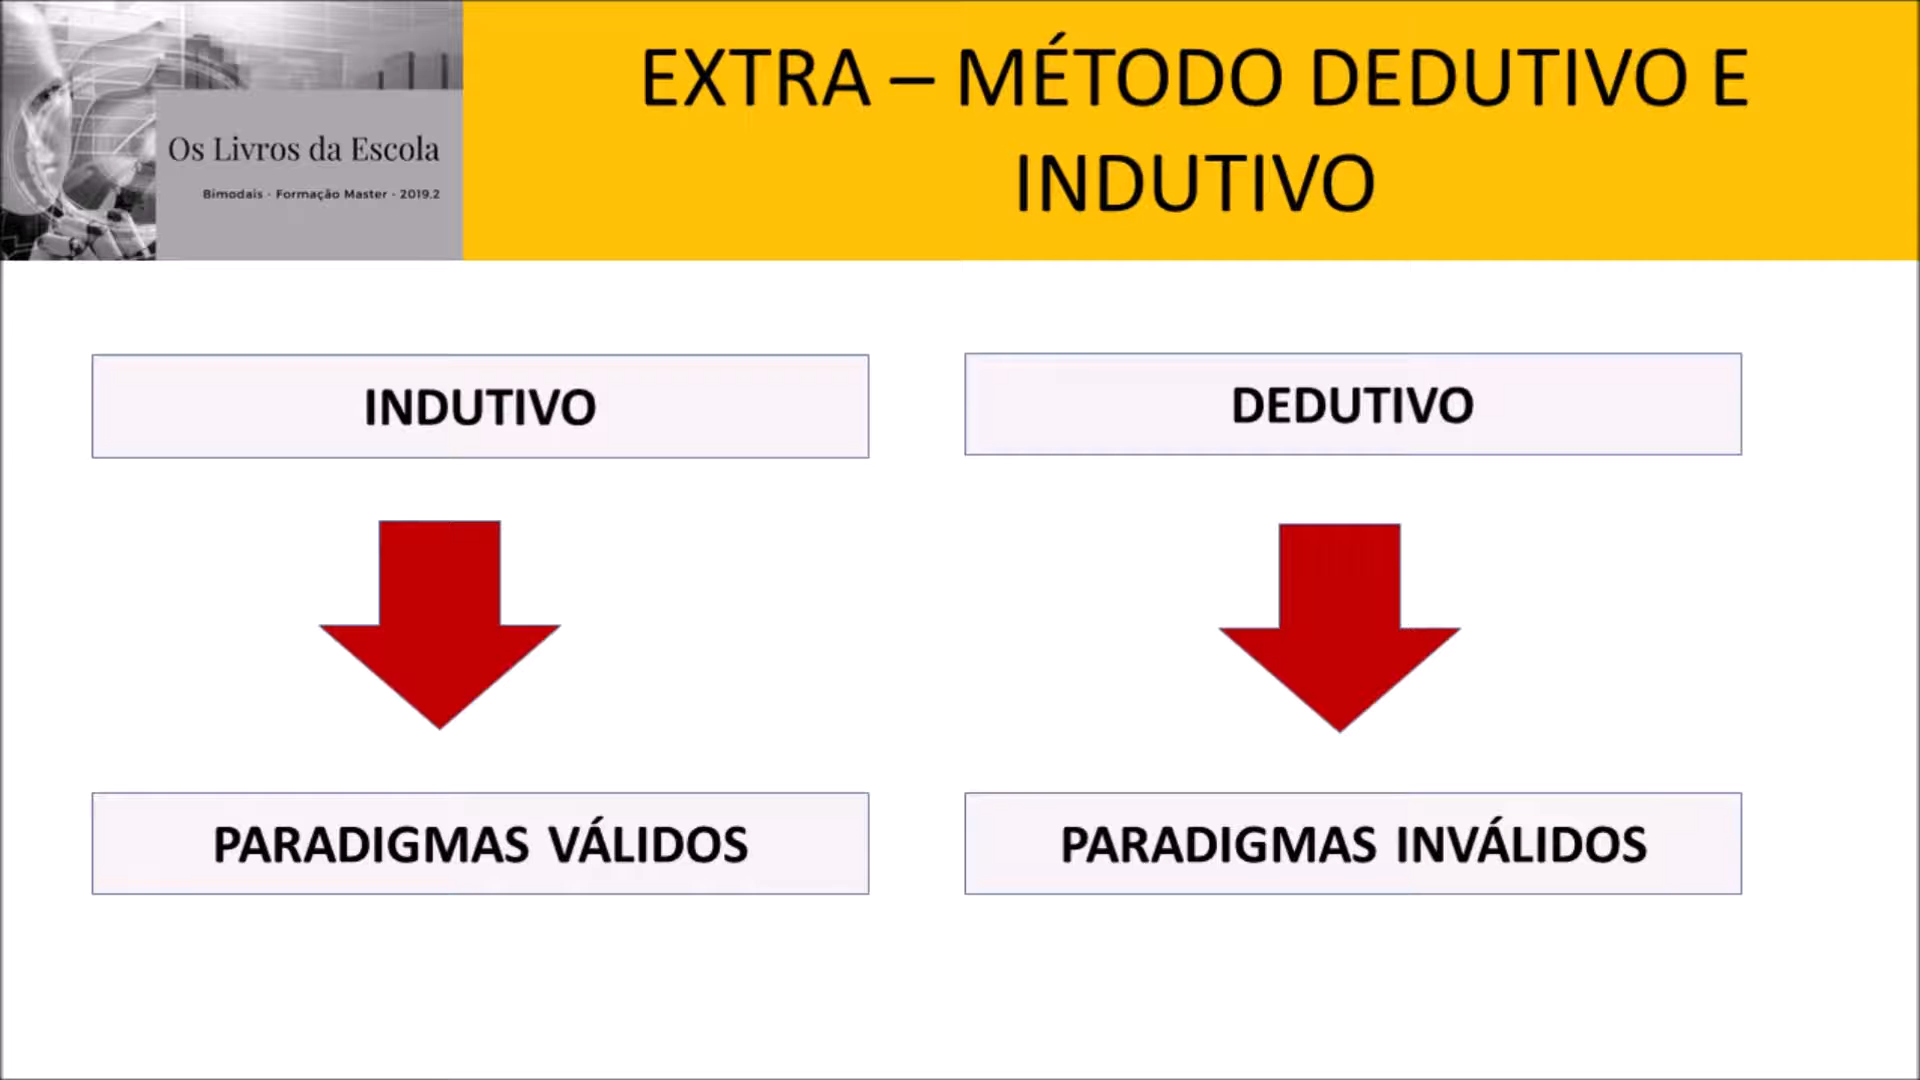 Os Livros da Escola
Bimodais - Formação Master - 2019.2
EXTRA – MÉTODO DEDUTIVO E
INDUTIVO
INDUTIVO
DEDUTIVO
PARADIGMAS VÁLIDOS
PARADIGMAS INVÁLIDOS